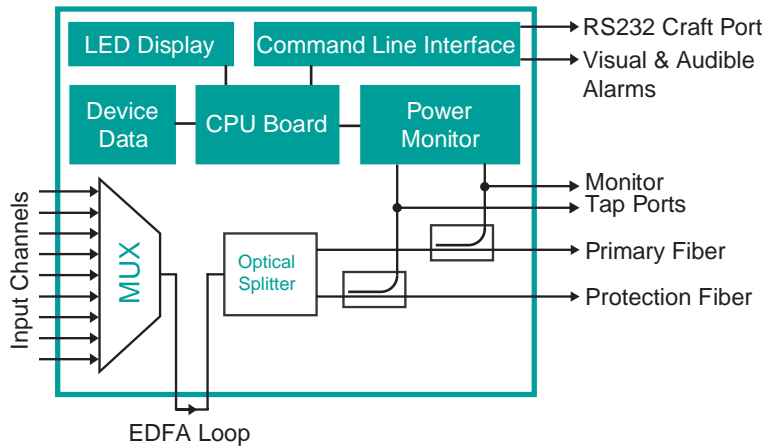 LED Display
Command Line Interface
RS232 Craft Port
Visual & Audible
Alarms
Device
Data
CPU Board
Power
Monitor
Monitor
Tap Ports
Input Channels
MUX
Optical
Splitter
Primary Fiber
Protection Fiber
EDFA Loop